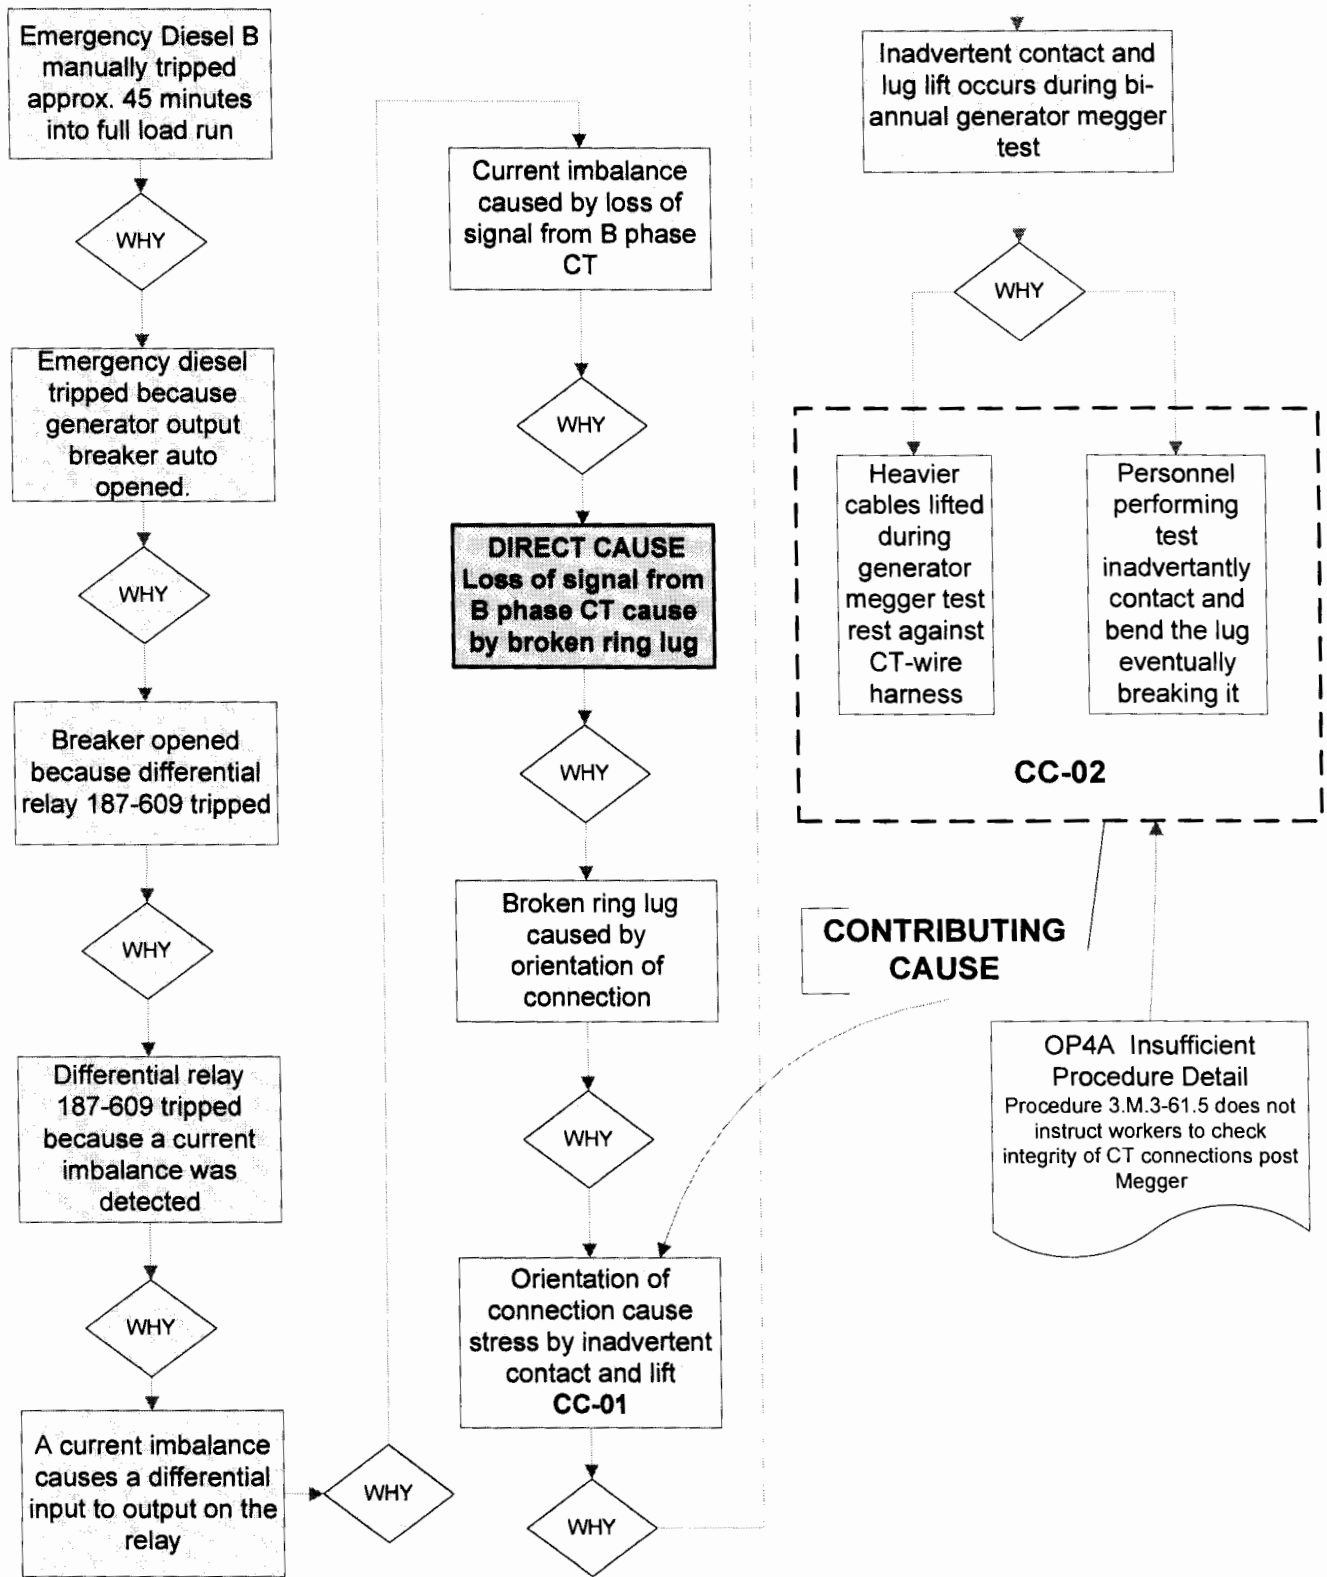 Emergency Diesel B
manually tripped
approx. 45 minutes
into full load run
WHY
Emergency diesel
tripped because
generator output
breaker auto
opened.
WHY
Breaker opened
because differential
relay 187-609 tripped
WHY
Differential relay
187-609 tripped
because a current
imbalance was
detected
WHY
A current imbalance
causes a differential
input to output on the
relay
WHY
Current imbalance
caused by loss of
signal from B phase
CT
WHY
DIRECT CAUSE
Loss of signal from
B phase CT cause
by broken ring lug
WHY
Broken ring lug
caused by
orientation of
connection
WHY
Orientation of
connection cause
stress by inadvertent
contact and lift
CC-01
WHY
Inadvertent contact and
lug lift occurs during bi-
annual generator megger
test
WHY
Heavier
cables lifted
during
generator
megger test
rest against
CT-wire
harness
Personnel
performing
test
inadvertantly
contact and
bend the lug
eventually
breaking it
CC-02
CONTRIBUTING
CAUSE
OP4A Insufficient
Procedure Detail
Procedure 3.M.3-61.5 does not
instruct workers to check
integrity of CT connections post
Megger